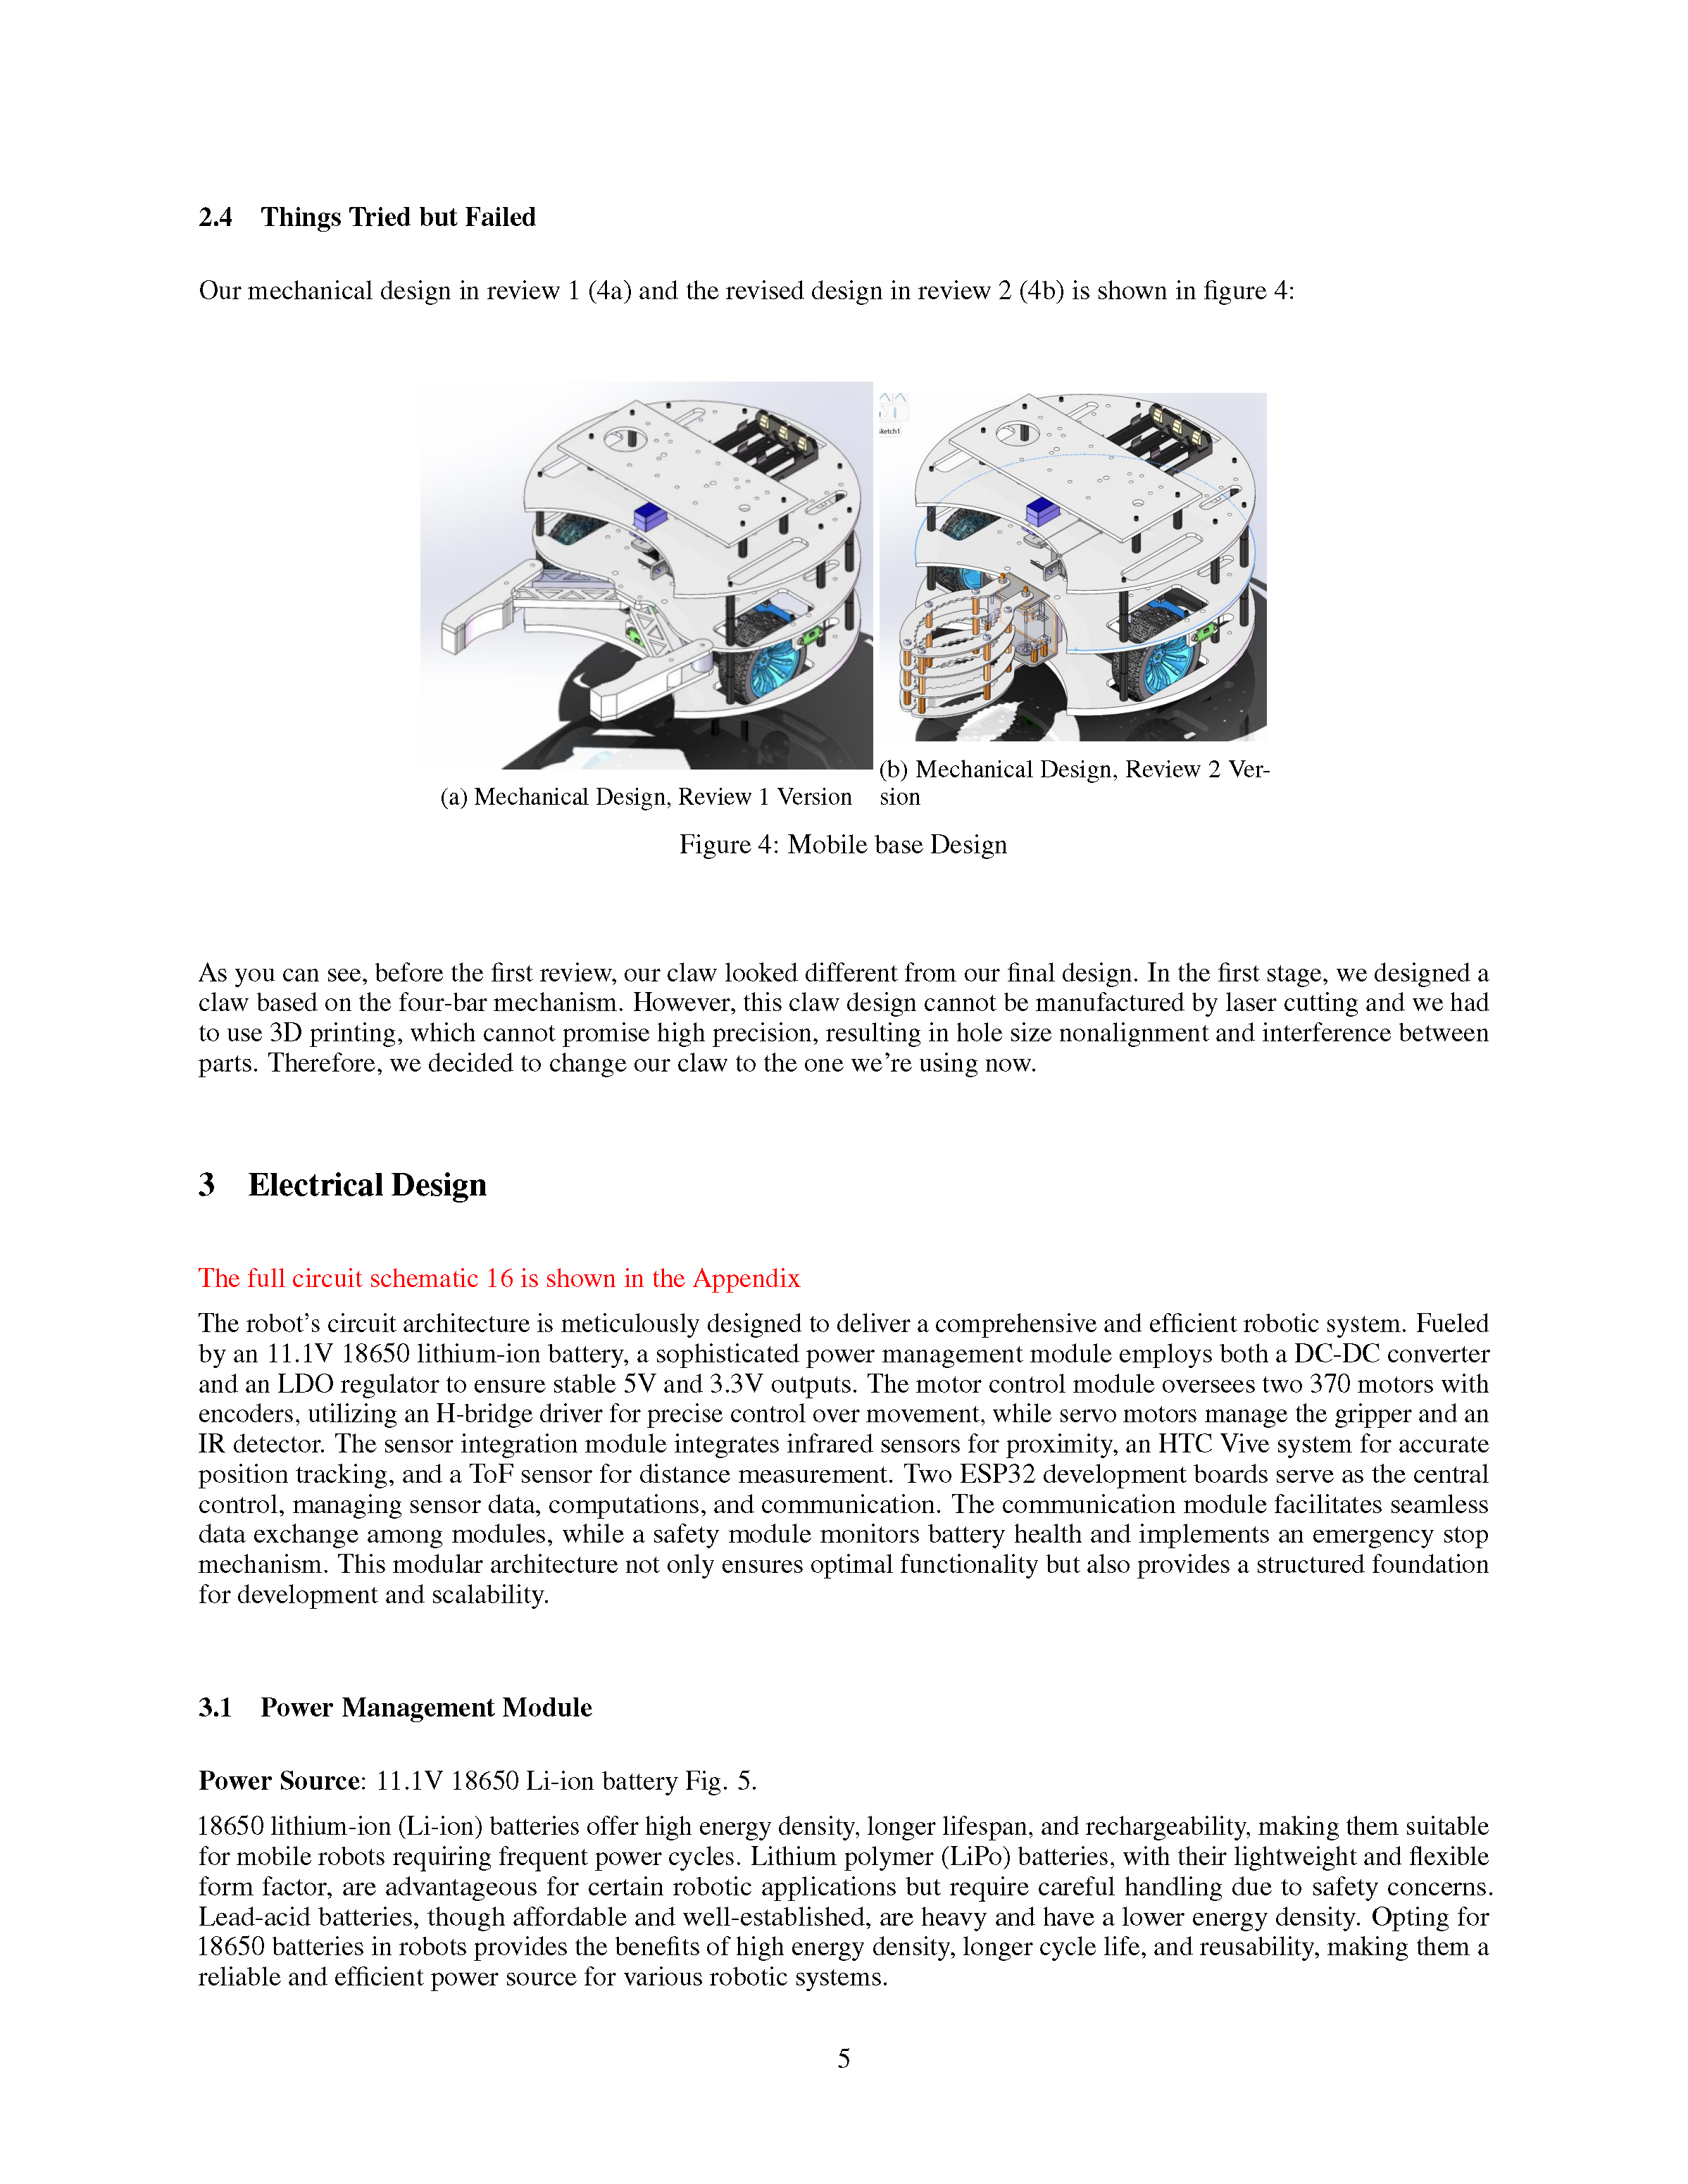 2.4 Things Tried but Failed
Our mechanical design in review 1 (4a) and the revised design in review 2 (4b) is shown in figure 4:
Sketch1
(a) Mechanical Design, Review 1 Version
(b) Mechanical Design, Review 2 Ver-
sion
Figure 4: Mobile base Design
As you can see, before the first review, our claw looked different from our final design. In the first stage, we designed a
claw based on the four-bar mechanism. However, this claw design cannot be manufactured by laser cutting and we had
to use 3D printing, which cannot promise high precision, resulting in hole size nonalignment and interference between
parts. Therefore, we decided to change our claw to the one we're using now.
3 Electrical Design
The full circuit schematic 16 is shown in the Appendix
The robot's circuit architecture is meticulously designed to deliver a comprehensive and efficient robotic system. Fueled
by an 11.1V 18650 lithium-ion battery, a sophisticated power management module employs both a DC-DC converter
and an LDO regulator to ensure stable 5V and 3.3V outputs. The motor control module oversees two 370 motors with
encoders, utilizing an H-bridge driver for precise control over movement, while servo motors manage the gripper and an
IR detector. The sensor integration module integrates infrared sensors for proximity, an HTC Vive system for accurate
position tracking, and a ToF sensor for distance measurement. Two ESP32 development boards serve as the central
control, managing sensor data, computations, and communication. The communication module facilitates seamless
data exchange among modules, while a safety module monitors battery health and implements an emergency stop
mechanism. This modular architecture not only ensures optimal functionality but also provides a structured foundation
for development and scalability.
3.1 Power Management Module
Power Source: 11.1V 18650 Li-ion battery Fig. 5.
18650 lithium-ion (Li-ion) batteries offer high energy density, longer lifespan, and rechargeability, making them suitable
for mobile robots requiring frequent power cycles. Lithium polymer (LiPo) batteries, with their lightweight and flexible
form factor, are advantageous for certain robotic applications but require careful handling due to safety concerns.
Lead-acid batteries, though affordable and well-established, are heavy and have a lower energy density. Opting for
18650 batteries in robots provides the benefits of high energy density, longer cycle life, and reusability, making them a
reliable and efficient power source for various robotic systems.
5